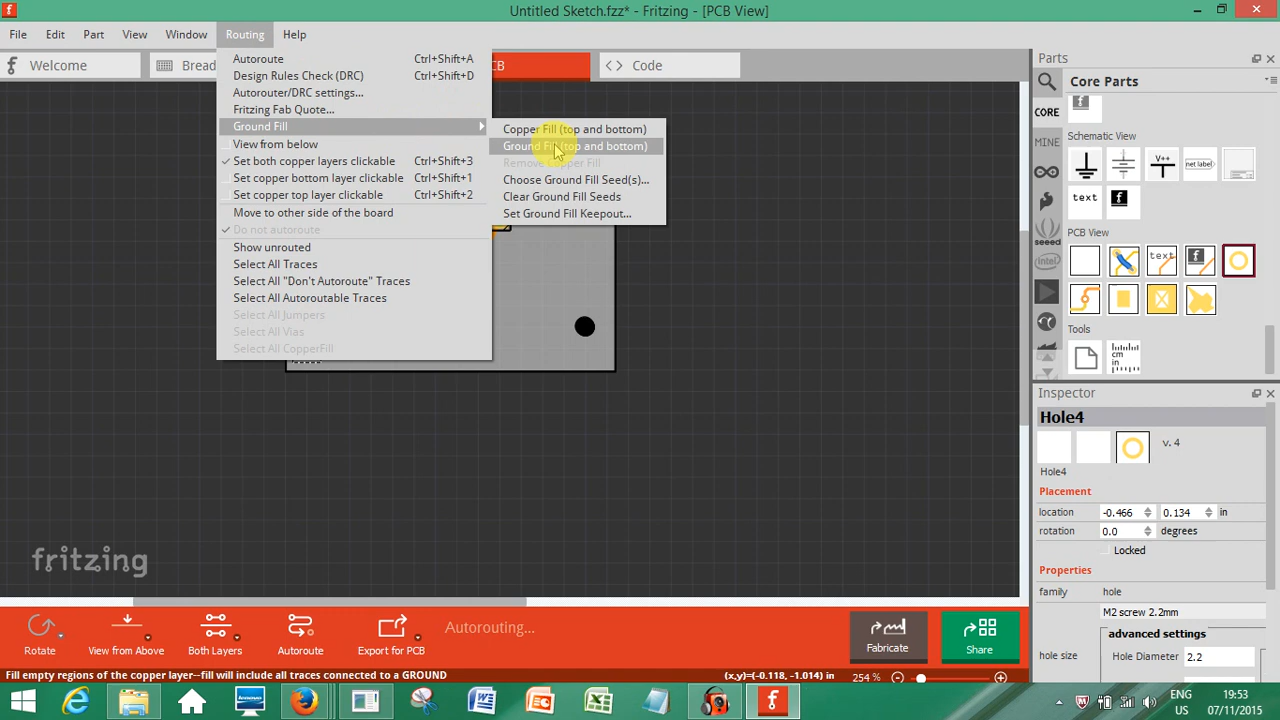 Untitled Sketch.fzz* - Fritzing - [PCB View]
File Edit Part View Window Routing Help
Welcome
Bread
CB
Code
Autoroute Ctrl+Shift+A
Design Rules Check (DRC) Ctrl+Shift+D
Autorouter/DRC settings...
Fritzing Fab Quote...
Ground Fill
View from below
Set both copper layers clickable Ctrl+Shift+3
Set copper bottom layer clickable Ctrl+Shift+1
Set copper top layer clickable Ctrl+Shift+2
Move to other side of the board
Do not autoroute
Show unrouted
Select All Traces
Select All "Don't Autoroute" Traces
Select All Autoroutable Traces
Select All Jumpers
Select All Vias
Select All CopperFill
Copper Fill (top and bottom)
Ground Fill (top and bottom)
Remove Copper Fill
Choose Ground Fill Seed(s)...
Clear Ground Fill Seeds
Set Ground Fill Keepout...
Parts
Core Parts
CORE
MINE
seeed
intel
Schematic View
V++
net label
text
PCB View
text
Tools
cm
in
Inspector
Hole4
v. 4
Hole4
Placement
location -0.466 0.134 in
rotation 0.0 degrees
Locked
Properties
family hole
M2 screw 2.2mm
advanced settings
hole size Hole Diameter 2.2
fritzing
Rotate
View from Above
Both Layers
Autoroute
Export for PCB
Autorouting...
Fabricate
Share
Fill empty regions of the copper layer--fill will include all traces connected to a GROUND
(x,y)=(-0.118, -1.014) in
254 %
ENG
US
19:53
07/11/2015